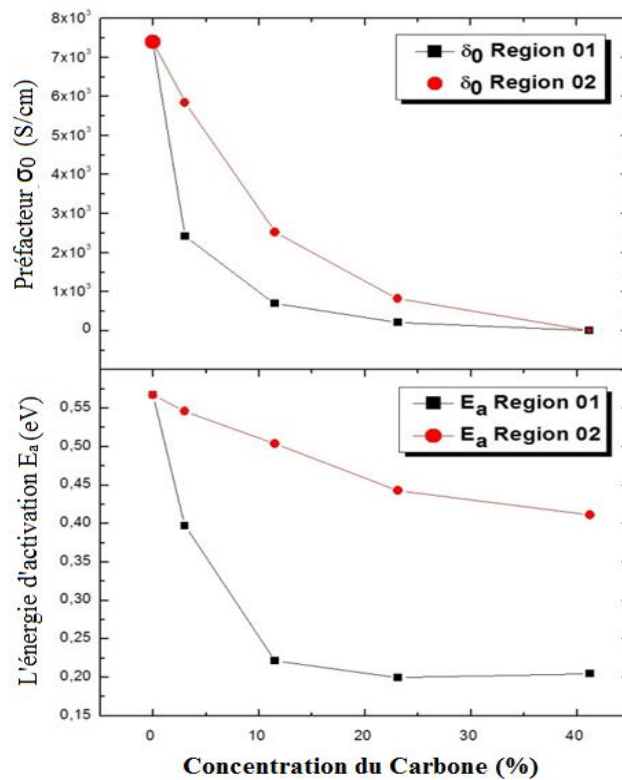 8x10³
7x10³
6x10³
5x10³
4x10³
3x10³
2x10³
1x10³
0
Préfacteur σ0 (S/cm)
δ0 Region 01
δ0 Region 02
0,55
0,50
0,45
0,40
0,35
0,30
0,25
0,20
0,15
L'énergie d'activation Ea (eV)
Ea Region 01
Ea Region 02
0 10 20 30 40
Concentration du Carbone (%)